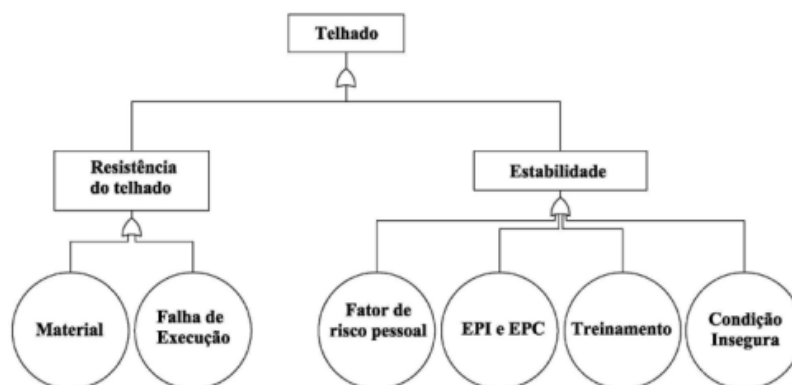 Telhado
Resistência
do telhado
Estabilidade
Material
Falha de
Execução
Fator de
risco pessoal
EPI e EPC
Treinamento
Condição
Insegura